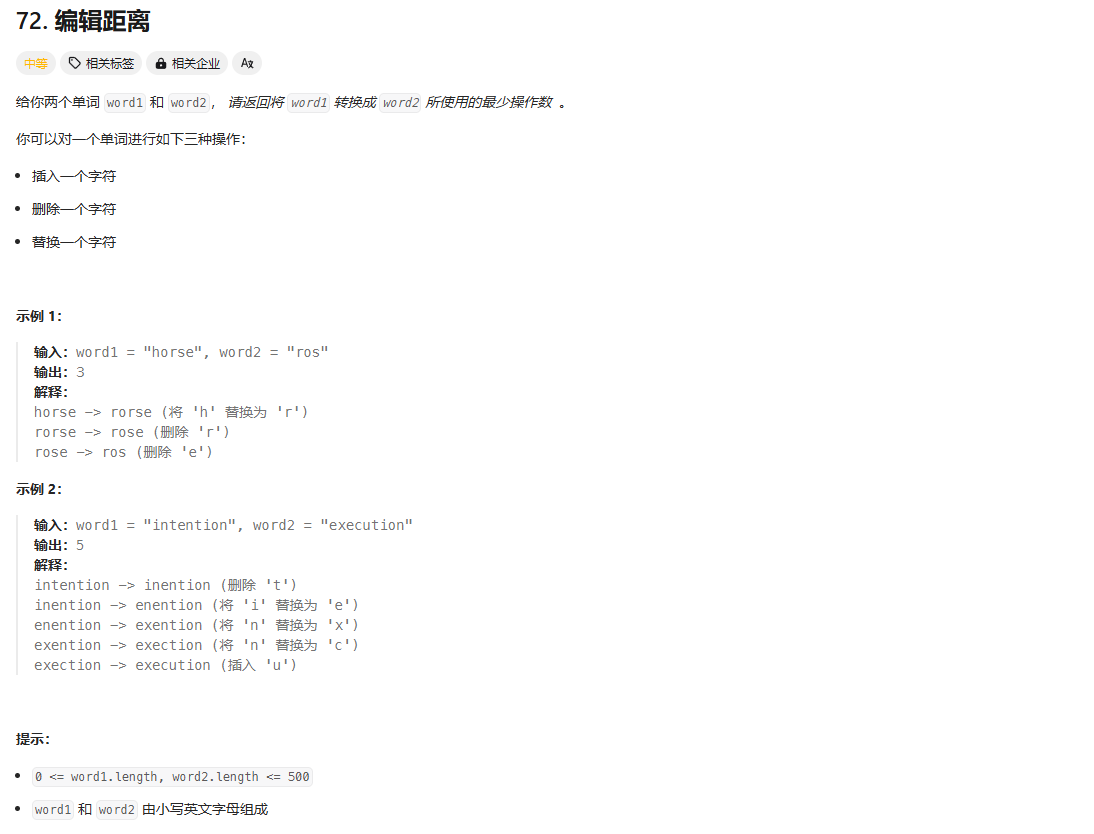 72. 编辑距离
中等 相关标签 相关企业 Aあ
给你两个单词 word1 和 word2， 请返回将 word1 转换成 word2 所使用的最少操作数 。
你可以对一个单词进行如下三种操作：
• 插入一个字符
• 删除一个字符
• 替换一个字符
示例 1：
输入：word1 = "horse", word2 = "ros"
输出：3
解释：
horse -> rorse (将 'h' 替换为 'r')
rorse -> rose (删除 'r')
rose -> ros (删除 'e')
示例 2：
输入：word1 = "intention", word2 = "execution"
输出：5
解释：
intention -> inention (删除 't')
inention -> enention (将 'i' 替换为 'e')
enention -> exention (将 'n' 替换为 'x')
exention -> exection (将 'n' 替换为 'c')
exection -> execution (插入 'u')
提示：
• 0 <= word1.length, word2.length <= 500
• word1 和 word2 由小写英文字母组成